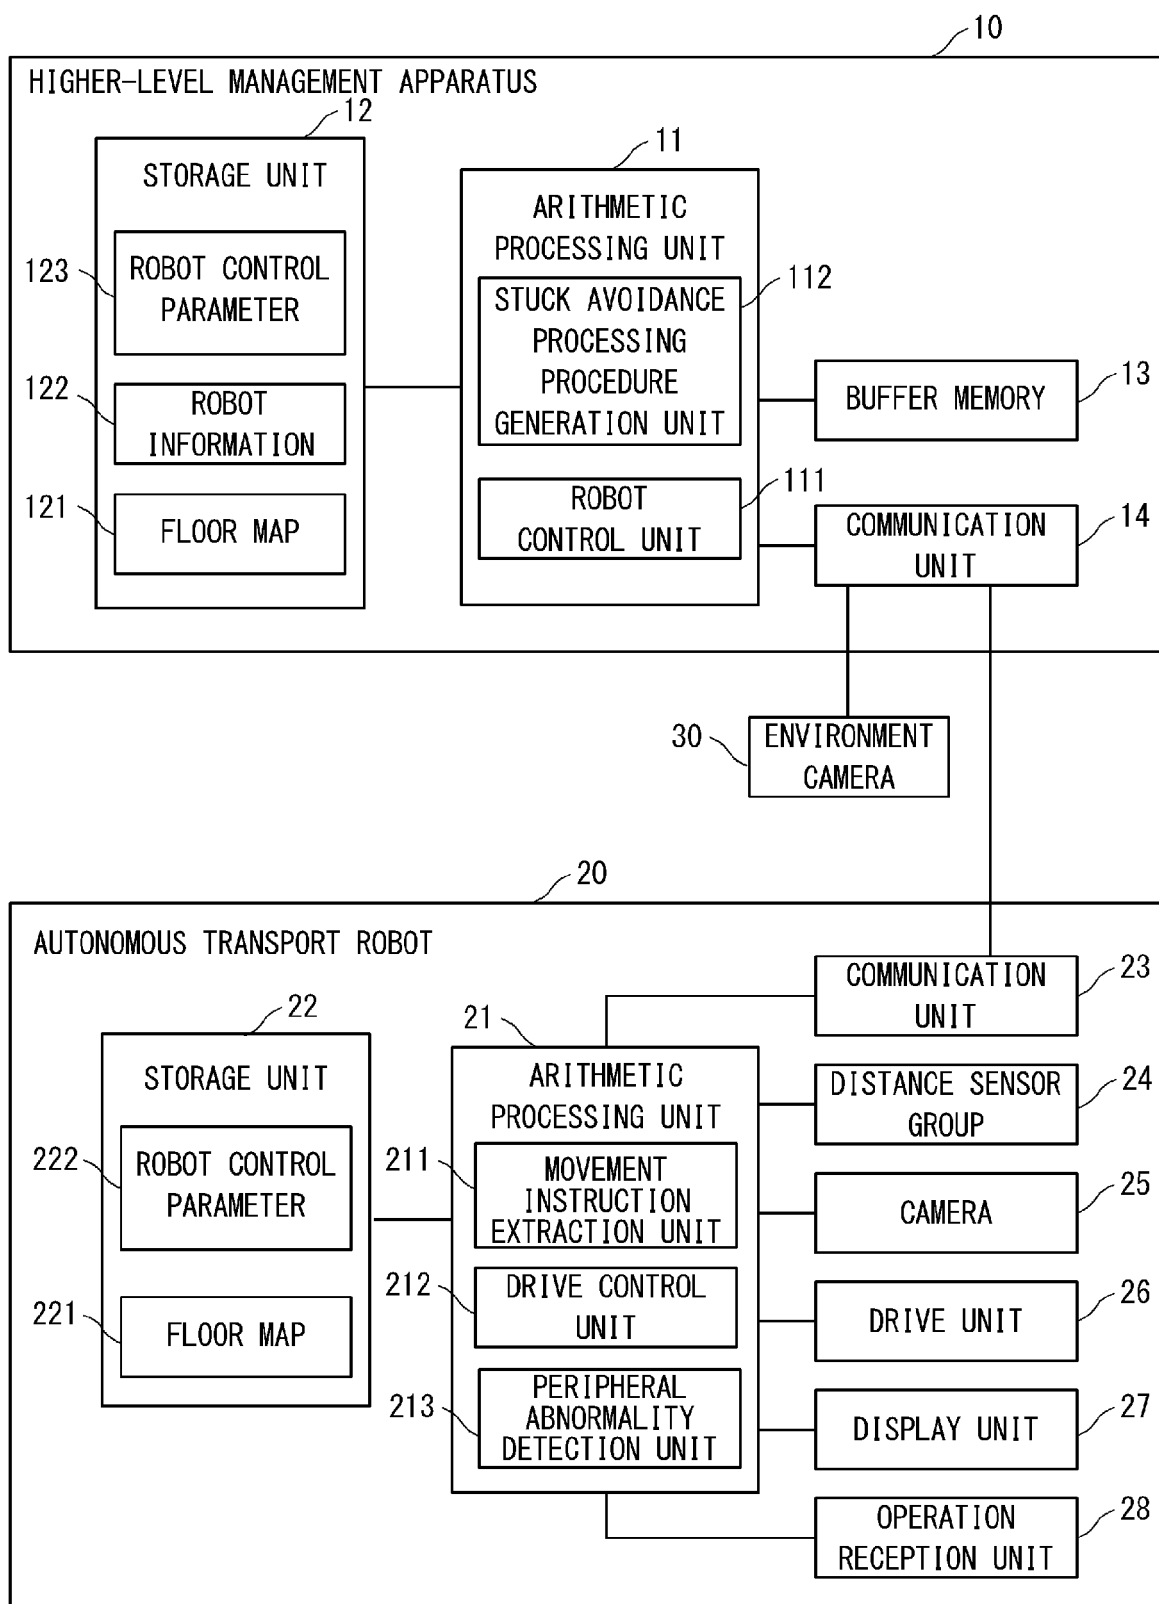 10
HIGHER-LEVEL MANAGEMENT APPARATUS
12
STORAGE UNIT
123
ROBOT CONTROL
PARAMETER
122
ROBOT
INFORMATION
121
FLOOR MAP
11
ARITHMETIC
PROCESSING UNIT
112
STUCK AVOIDANCE
PROCESSING
PROCEDURE
GENERATION UNIT
111
ROBOT
CONTROL UNIT
BUFFER MEMORY
13
COMMUNICATION
UNIT
14
30
ENVIRONMENT
CAMERA
20
AUTONOMOUS TRANSPORT ROBOT
22
STORAGE UNIT
222
ROBOT CONTROL
PARAMETER
221
FLOOR MAP
21
ARITHMETIC
PROCESSING UNIT
211
MOVEMENT
INSTRUCTION
EXTRACTION UNIT
212
DRIVE CONTROL
UNIT
213
PERIPHERAL
ABNORMALITY
DETECTION UNIT
COMMUNICATION
UNIT
23
DISTANCE SENSOR
GROUP
24
CAMERA
25
DRIVE UNIT
26
DISPLAY UNIT
27
OPERATION
RECEPTION UNIT
28